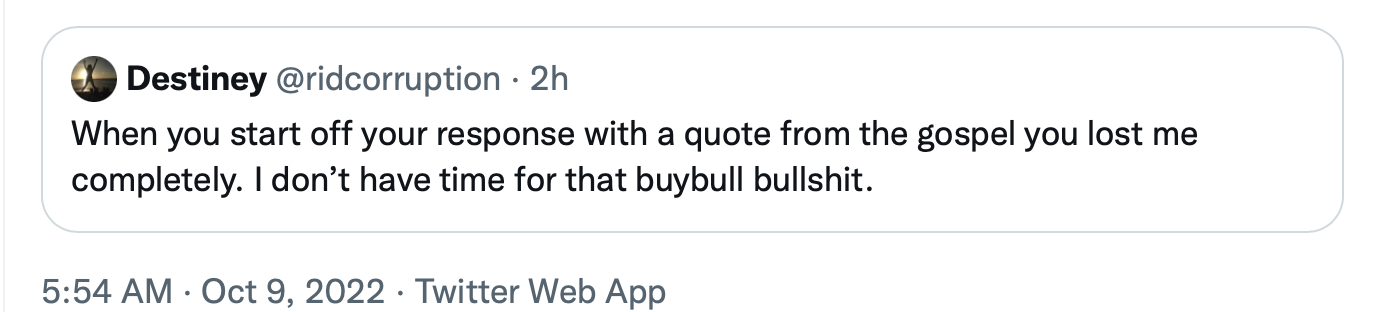 Destiney @ridcorruption · 2h
When you start off your response with a quote from the gospel you lost me
completely. I don’t have time for that buybull bullshit.
5:54 AM · Oct 9, 2022 · Twitter Web App